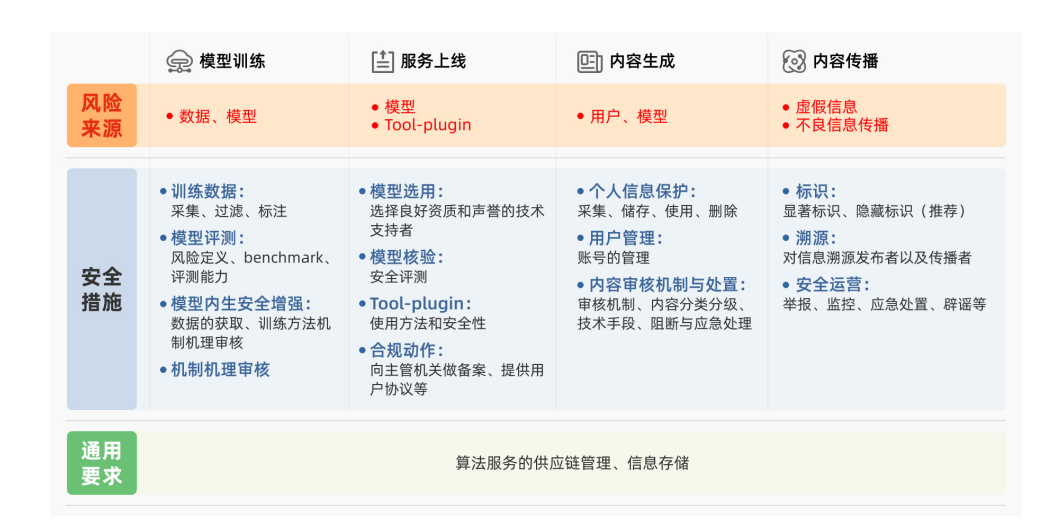 模型训练
服务上线
内容生成
内容传播
风险
来源
• 数据、模型
• 模型
• Tool-plugin
• 用户、模型
• 虚假信息
• 不良信息传播
安全
措施
• 训练数据：
采集、过滤、标注
• 模型评测：
风险定义、benchmark、
评测能力
• 模型内生安全增强：
数据的获取、训练方法机
制机理审核
• 机制机理审核
• 模型选用：
选择良好资质和声誉的技术
支持者
• 模型核验：
安全评测
• Tool-plugin：
使用方法和安全性
• 合规动作：
向主管机关做备案、提供用
户协议等
• 个人信息保护：
采集、储存、使用、删除
• 用户管理：
账号的管理
• 内容审核机制与处置：
审核机制、内容分类分级、
技术手段、阻断与应急处理
• 标识：
显著标识、隐藏标识（推荐）
• 溯源：
对信息溯源发布者以及传播者
• 安全运营：
举报、监控、应急处置、辟谣等
通用
要求
算法服务的供应链管理、信息存储